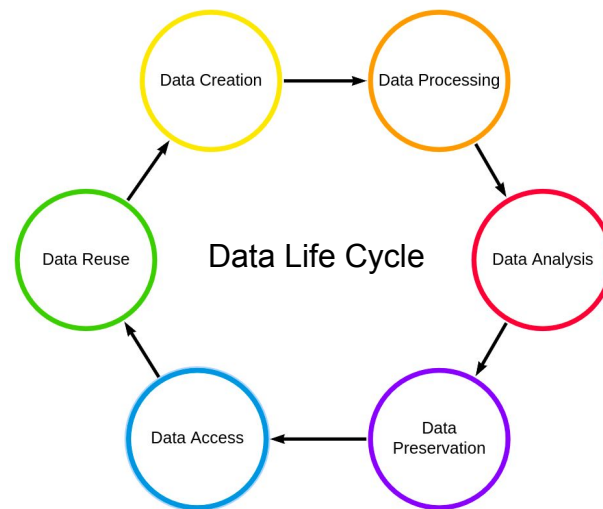 Data Creation
Data Processing
Data Reuse
Data Life Cycle
Data Analysis
Data Access
Data
Preservation